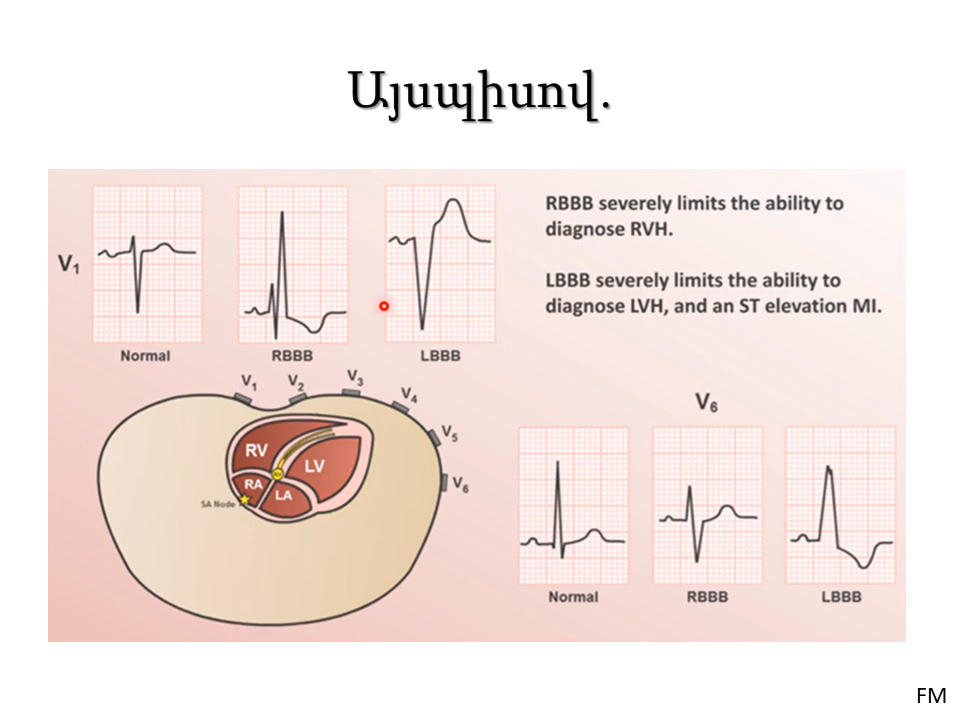 Այսպիսով.
V1
Normal
RBBB
LBBB
RBBB severely limits the ability to
diagnose RVH.
LBBB severely limits the ability to
diagnose LVH, and an ST elevation MI.
V1
V2
V3
V4
V5
V6
RV
LV
RA
LA
SA Node
V6
Normal
RBBB
LBBB
FM